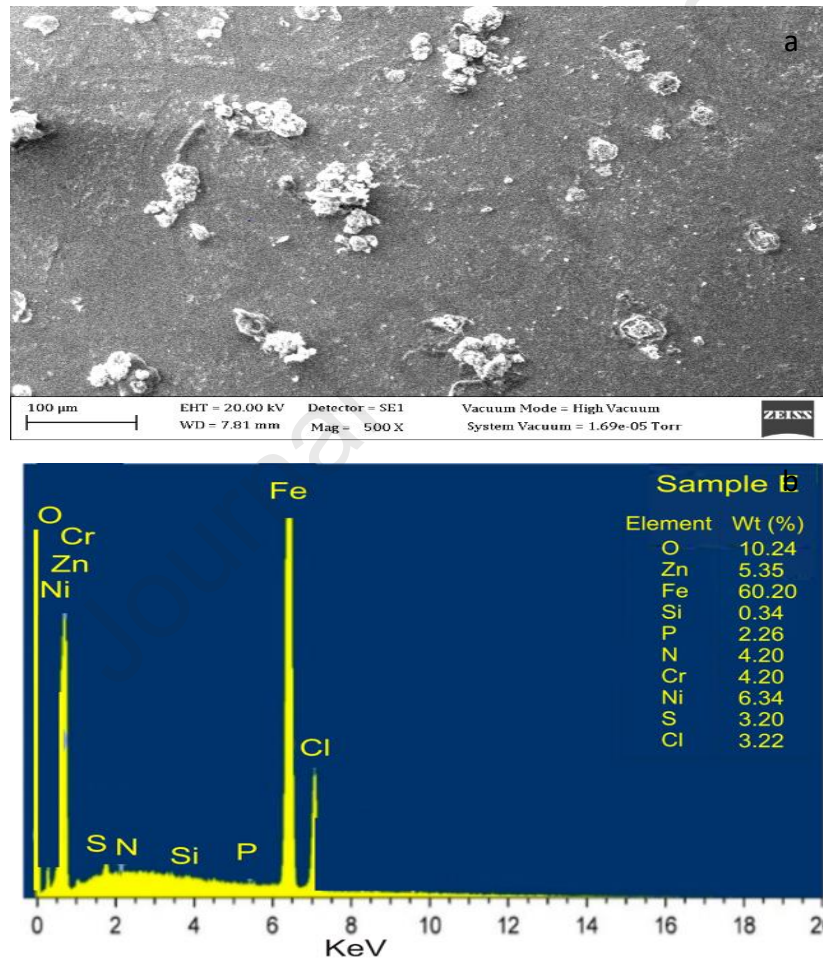 Journal
a
100 µm
EHT = 20.00 kV Detector = SE1 Vacuum Mode = High Vacuum
WD = 7.81 mm Mag = 500 X System Vacuum = 1.69e-05 Torr
ZEISS
b
Sample E
Fe
O
Cr
Zn
Ni
Cl
S N Si P
Element Wt (%)
O 10.24
Zn 5.35
Fe 60.20
Si 0.34
P 2.26
N 4.20
Cr 4.20
Ni 6.34
S 3.20
Cl 3.22
0 2 4 6 8 10 12 14 16 18 20
KeV